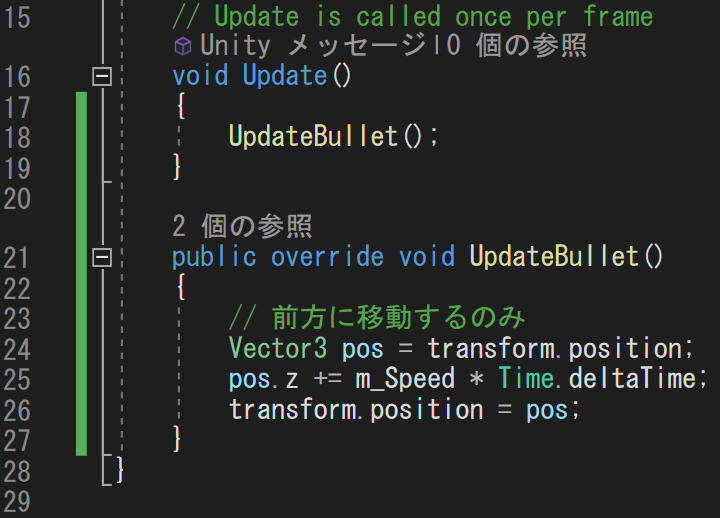 15 // Update is called once per frame
Unity メッセージ|0 個の参照
16 void Update()
17 {
18 UpdateBullet();
19 }
20
2 個の参照
21 public override void UpdateBullet()
22 {
23 // 前方に移動するのみ
24 Vector3 pos = transform.position;
25 pos.z += m_Speed * Time.deltaTime;
26 transform.position = pos;
27 }
28 }
29